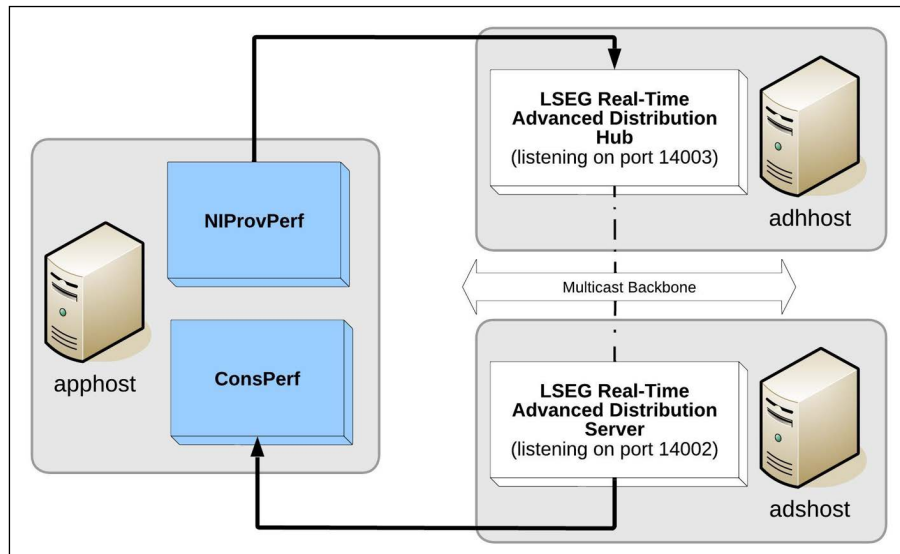 LSEG Real-Time
Advanced Distribution
Hub
(listening on port 14003)
adhhost
NIProvPerf
Multicast Backbone
apphost
ConsPerf
LSEG Real-Time
Advanced Distribution
Server
(listening on port 14002)
adshost